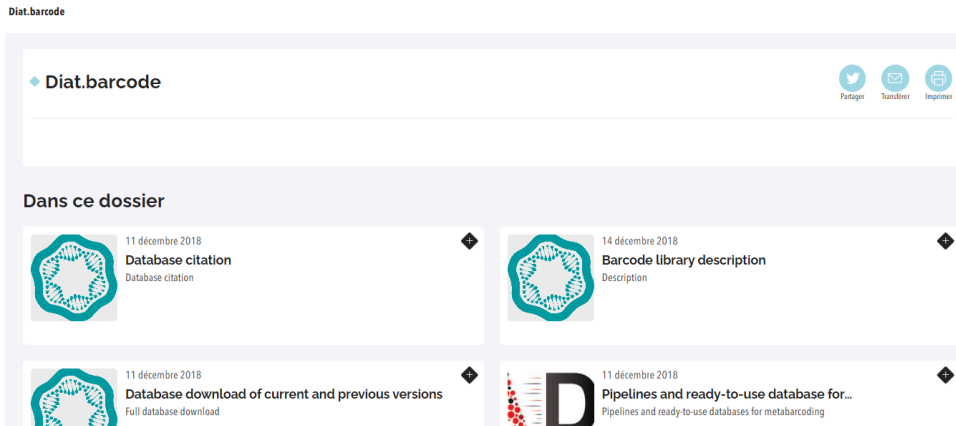 Diat.barcode
Diat.barcode
Partager
Transférer
Imprimer
Dans ce dossier
11 décembre 2018
Database citation
Database citation
14 décembre 2018
Barcode library description
Description
11 décembre 2018
Database download of current and previous versions
Full database download
11 décembre 2018
Pipelines and ready-to-use database for...
Pipelines and ready-to-use databases for metabarcoding
D